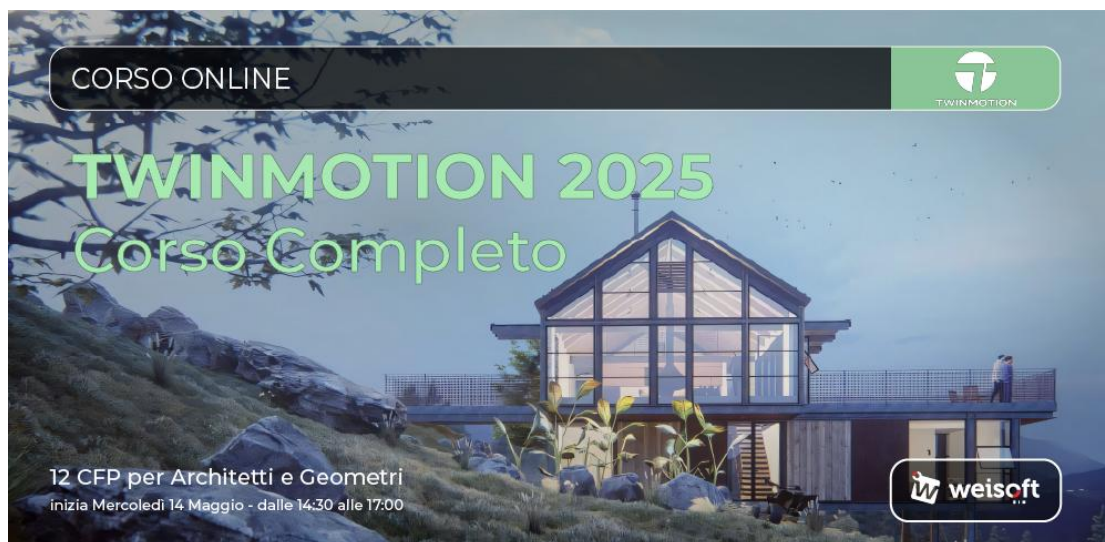 CORSO ONLINE
TWINMOTION
TWINMOTION 2025
Corso Completo
12 CFP per Architetti e Geometri
inizia Mercoledì 14 Maggio - dalle 14:30 alle 17:00
weisoft